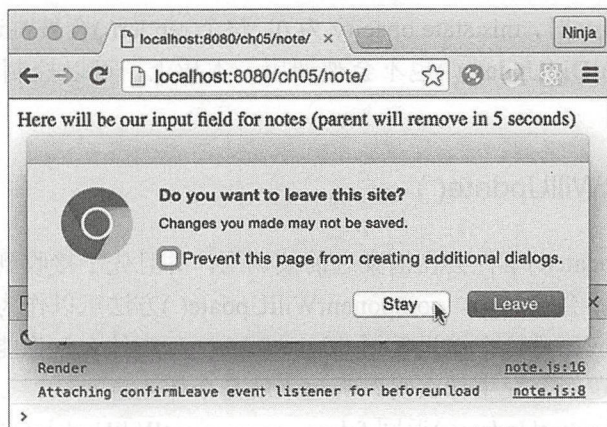 localhost:8080/ch05/note/ ×
Ninja
localhost:8080/ch05/note/
Here will be our input field for notes (parent will remove in 5 seconds)
Do you want to leave this site?
Changes you made may not be saved.
Prevent this page from creating additional dialogs.
Stay
Leave
Render note.js:16
Attaching confirmLeave event listener for beforeunload note.js:8
>